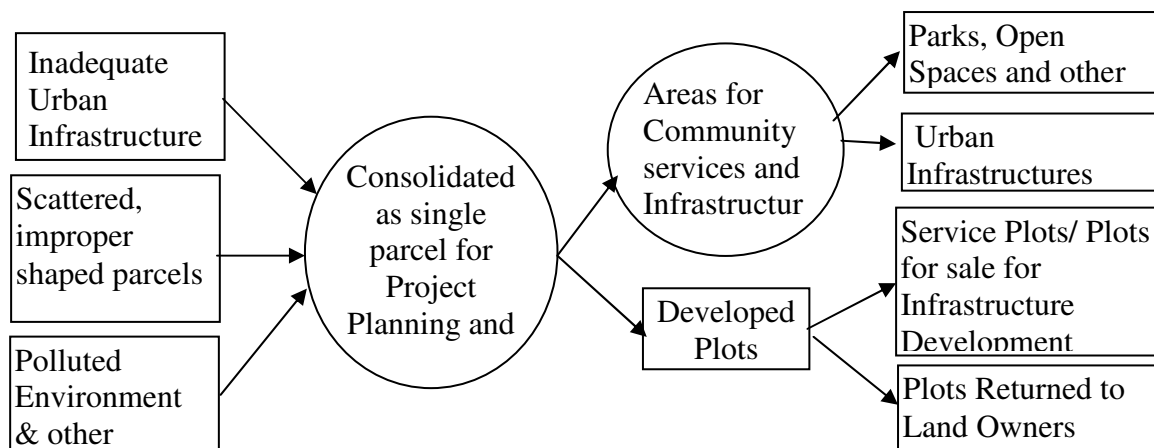 Inadequate
Urban
Infrastructure
Scattered,
improper
shaped parcels
Polluted
Environment
& other
Consolidated
as single
parcel for
Project
Planning and
Areas for
Community
services and
Infrastructur
Developed
Plots
Parks, Open
Spaces and other
Urban
Infrastructures
Service Plots/ Plots
for sale for
Infrastructure
Development
Plots Returned to
Land Owners